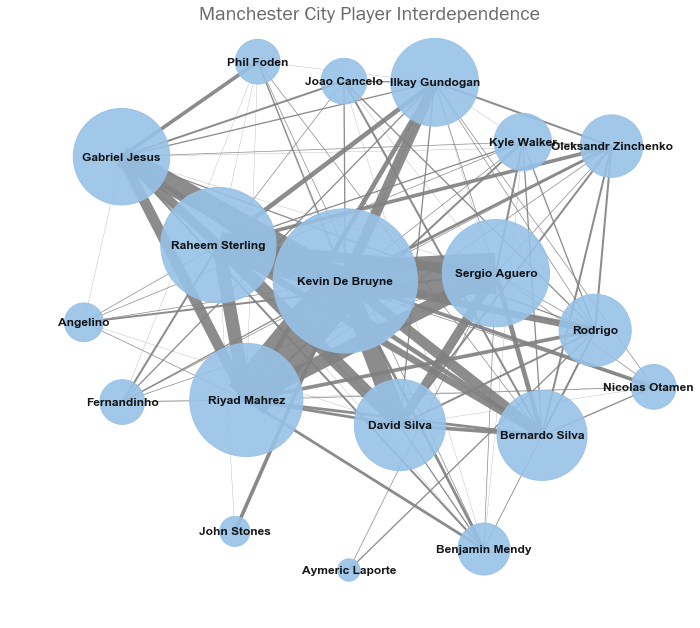 Manchester City Player Interdependence
Phil Foden
Joao Cancelo
Ilkay Gundogan
Kyle Walker
Oleksandr Zinchenko
Gabriel Jesus
Raheem Sterling
Kevin De Bruyne
Sergio Aguero
Angelino
Rodrigo
Fernandinho
Riyad Mahrez
Nicolas Otamen
David Silva
Bernardo Silva
John Stones
Benjamin Mendy
Aymeric Laporte